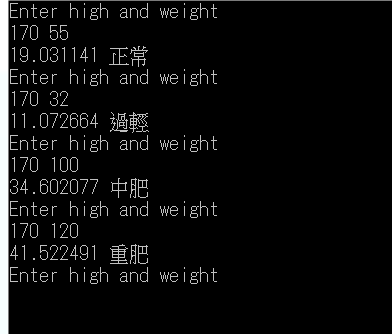 Enter high and weight
170 55
19.031141 正常
Enter high and weight
170 32
11.072664 過輕
Enter high and weight
170 100
34.602077 中肥
Enter high and weight
170 120
41.522491 重肥
Enter high and weight